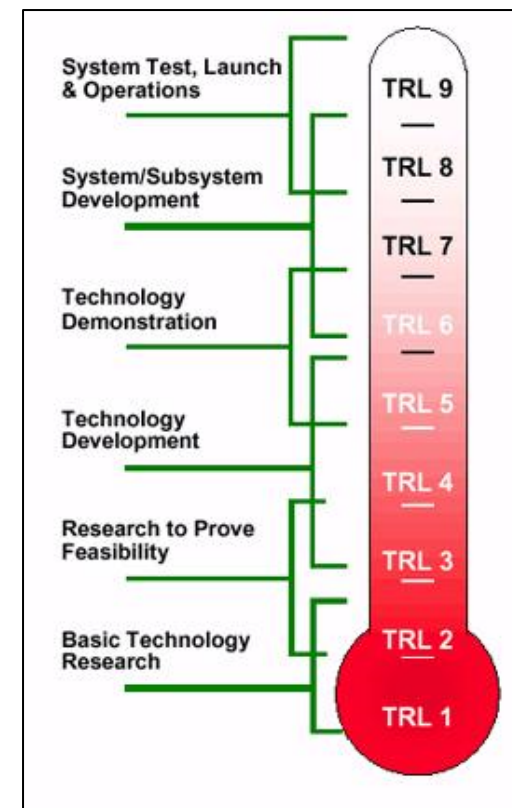 System Test, Launch
& Operations
System/Subsystem
Development
Technology
Demonstration
Technology
Development
Research to Prove
Feasibility
Basic Technology
Research
TRL 9
TRL 8
TRL 7
TRL 6
TRL 5
TRL 4
TRL 3
TRL 2
TRL 1